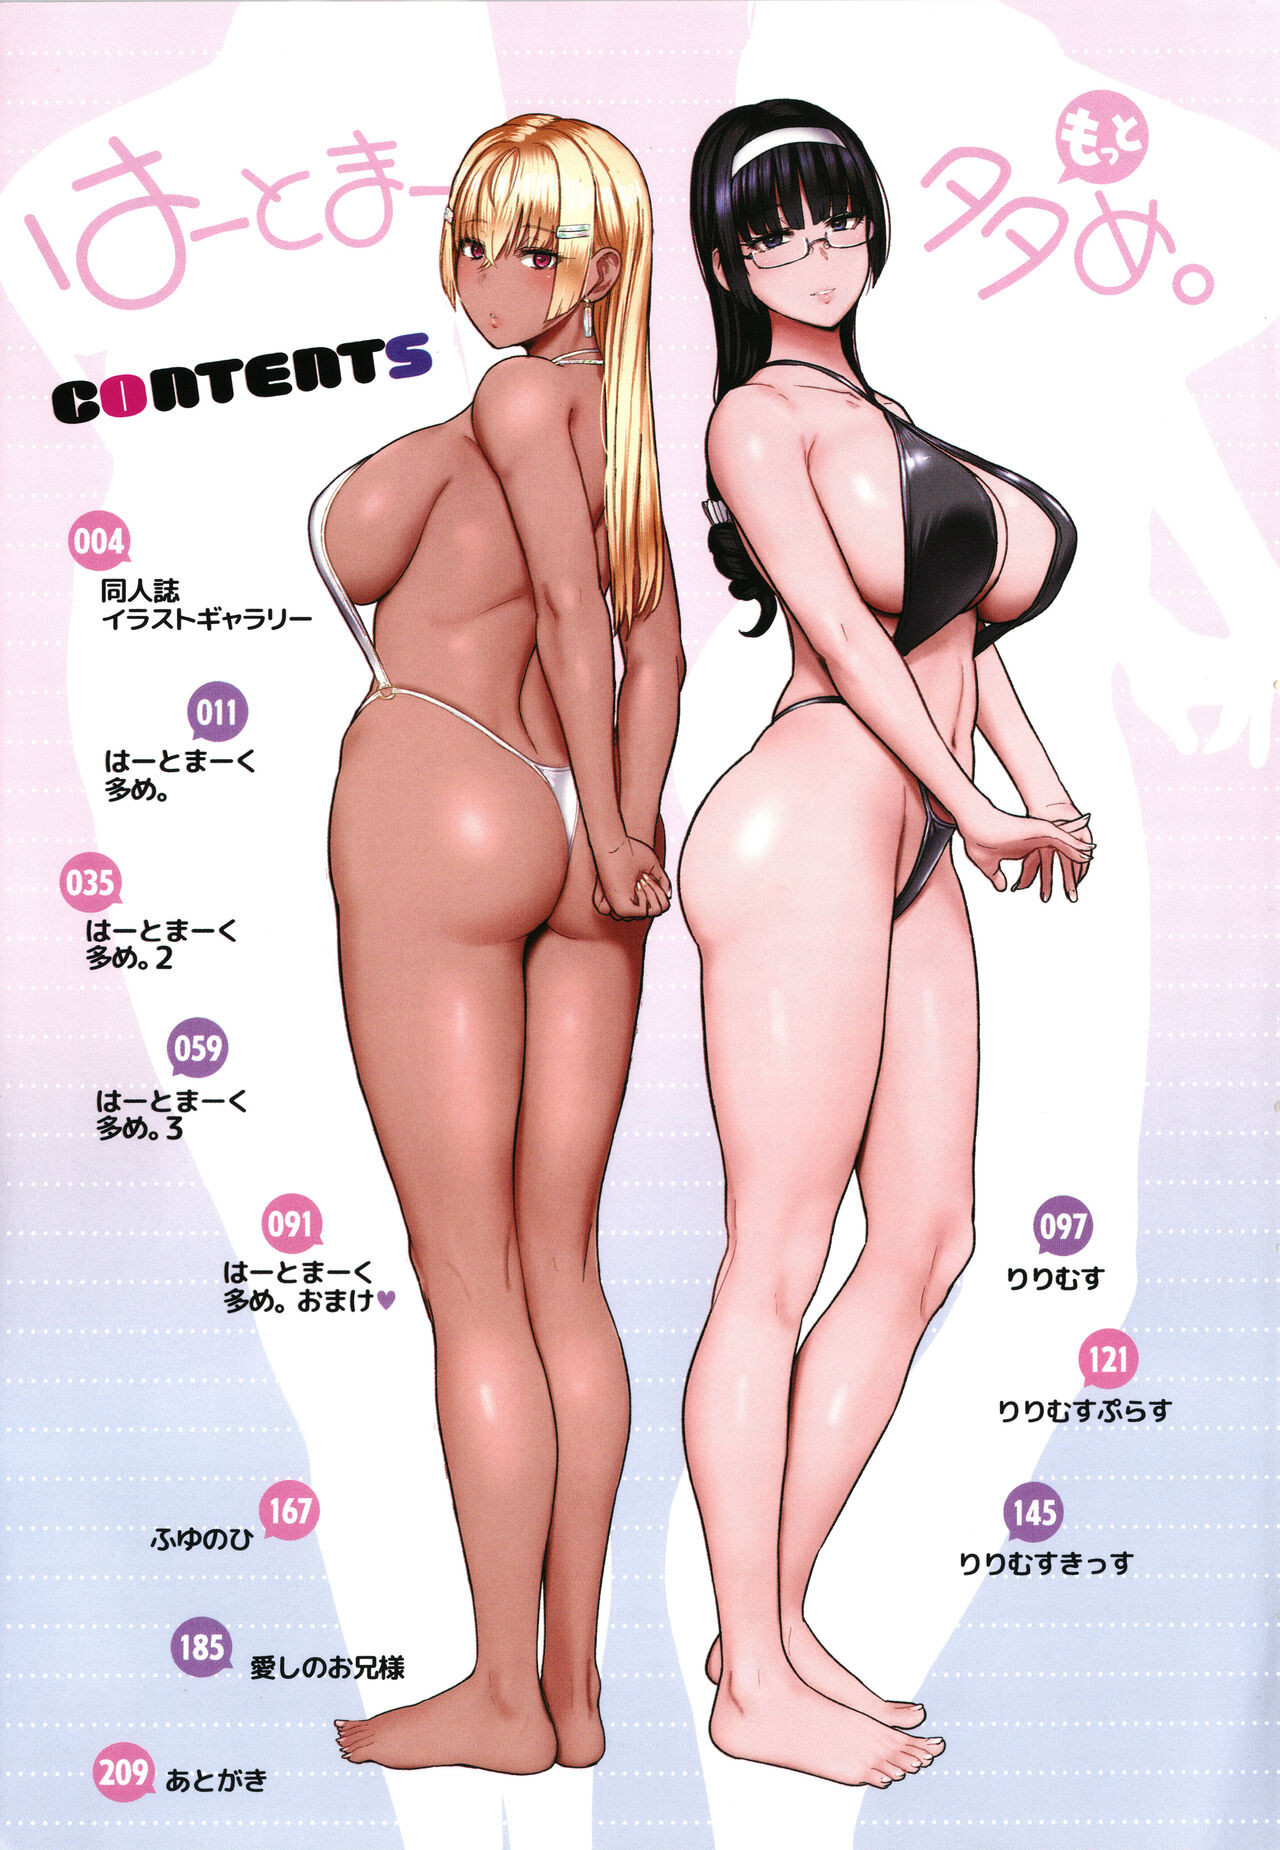 はーとまー
もっと
多め。
CONTENTS
004
同人誌
イラストギャラリー
011
はーとまーく
多め。
035
はーとまーく
多め。2
059
はーとまーく
多め。3
091
はーとまーく
多め。おまけ♥
097
りりむす
121
りりむすぷらす
145
りりむすきっす
167
ふゆのひ
185
愛しのお兄様
209
あとがき